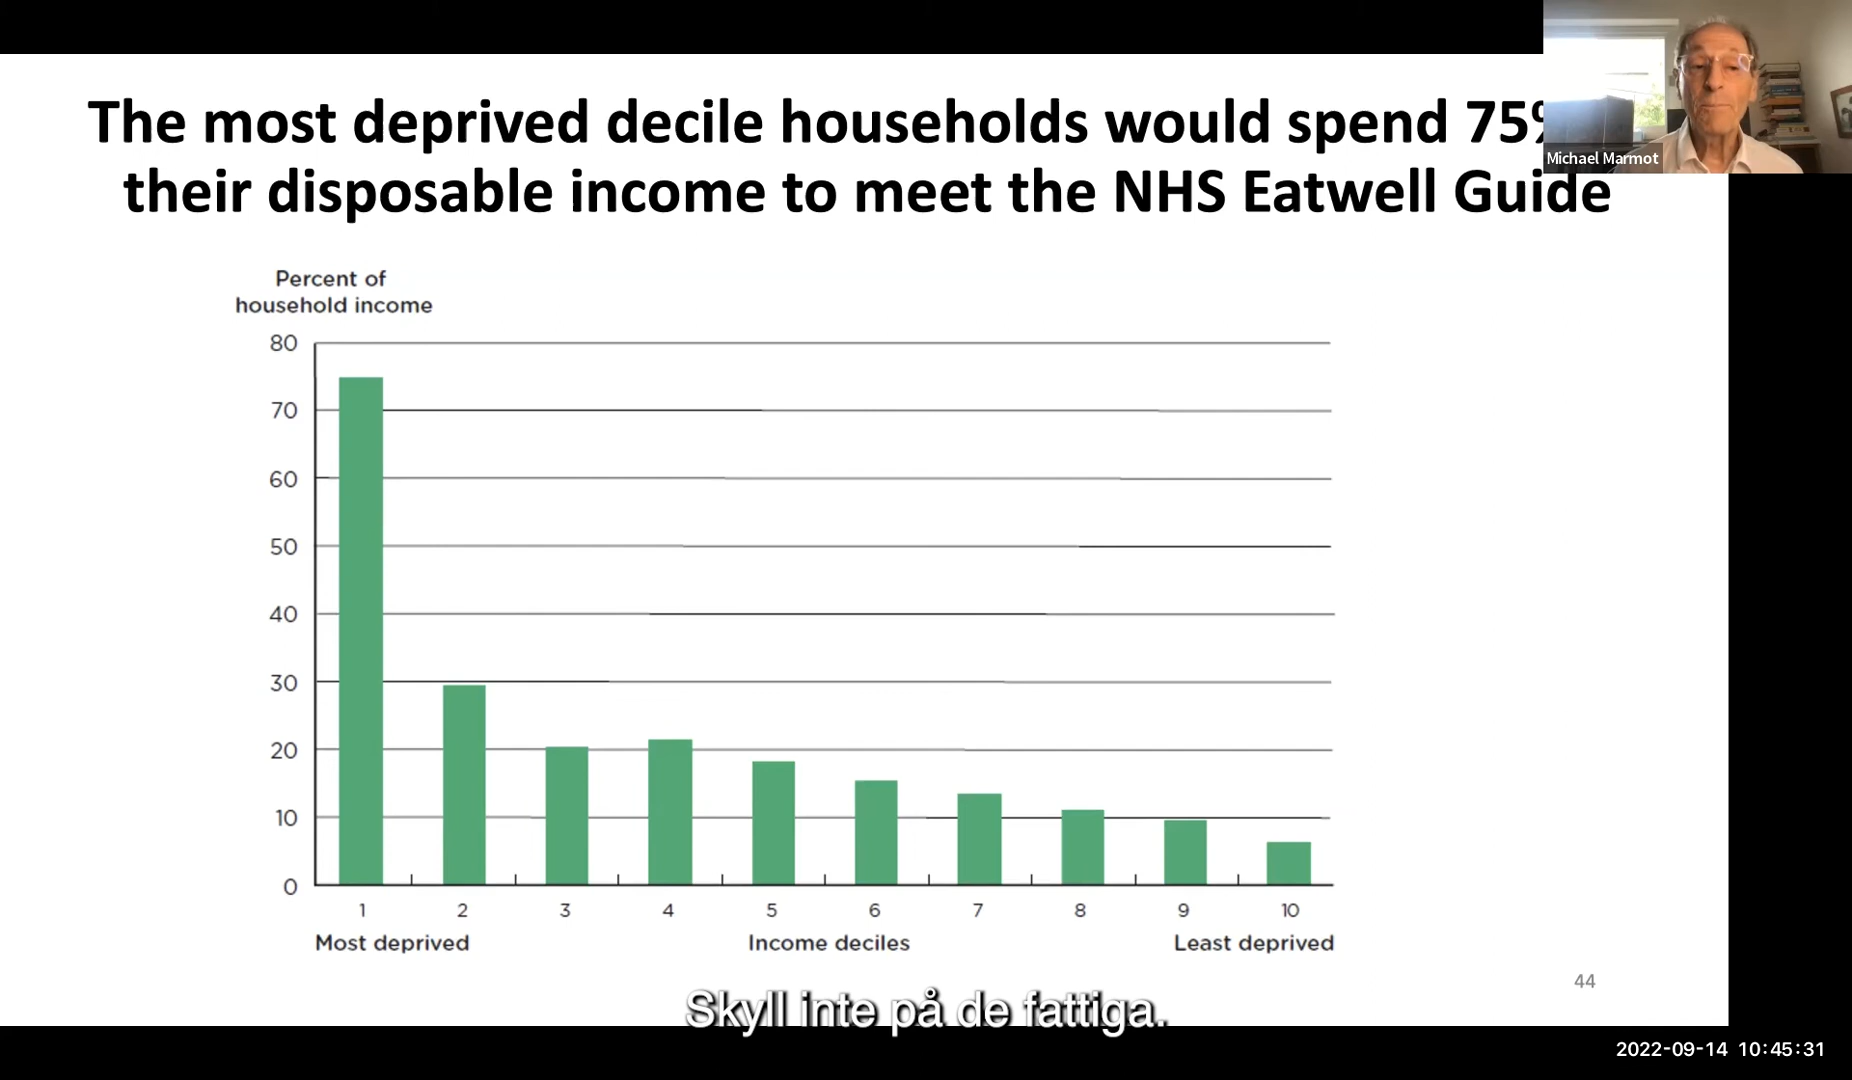 The most deprived decile households would spend 75%
their disposable income to meet the NHS Eatwell Guide
Michael Marmot
Percent of
household income
80
70
60
50
40
30
20
10
0
1 2 3 4 5 6 7 8 9 10
Most deprived Income deciles Least deprived
44
Skyll inte på de fattiga.
2022-09-14 10:45:31